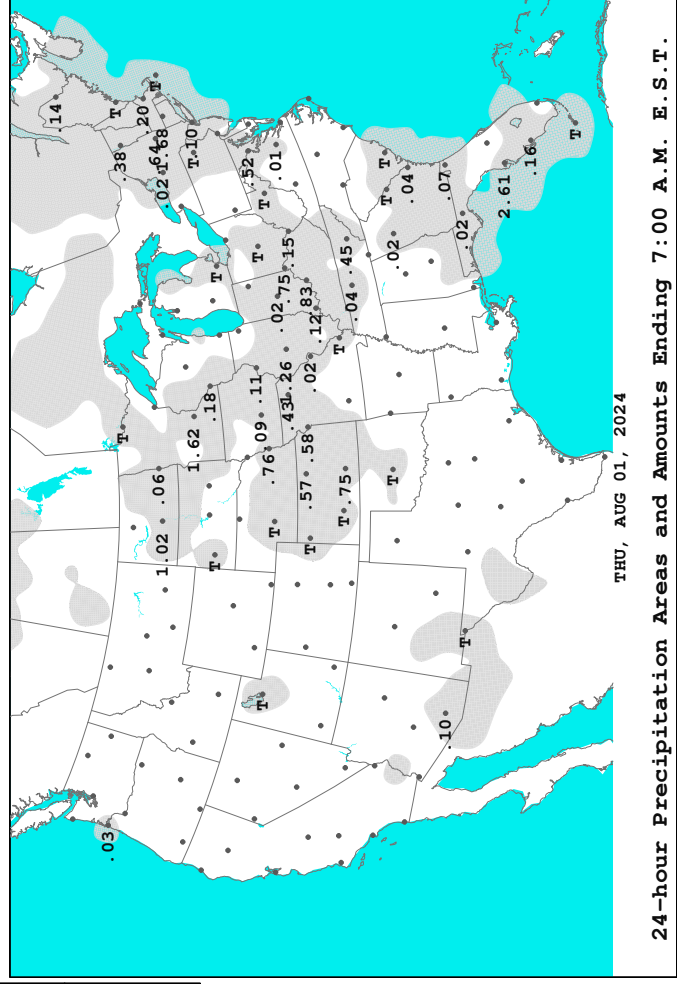 .14
T
.03
.38
T
.20
T
1.02
.06
.64
1.68
.02
1.62
T
.10
.18
T
T
.52
.11
T
T
.09
T
.76
T
.01
.02
.75
.43
1.26
.15
.57
.58
.83
T
.02
.12
T
T
.75
.45
.04
T
T
T
.02
.04
.10
.07
.02
T
2.61
.16
T
THU, AUG 01, 2024
24-hour Precipitation Areas and Amounts Ending 7:00 A.M. E.S.T.